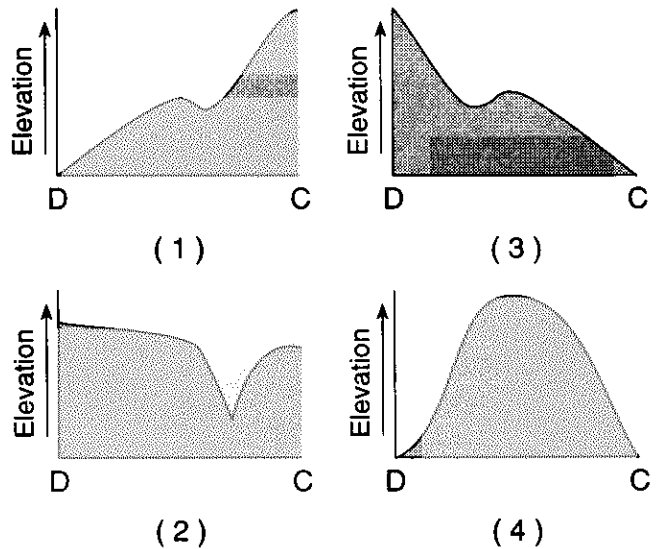 Elevation
D C
(1)
Elevation
D C
(3)
Elevation
D C
(2)
Elevation
D C
(4)